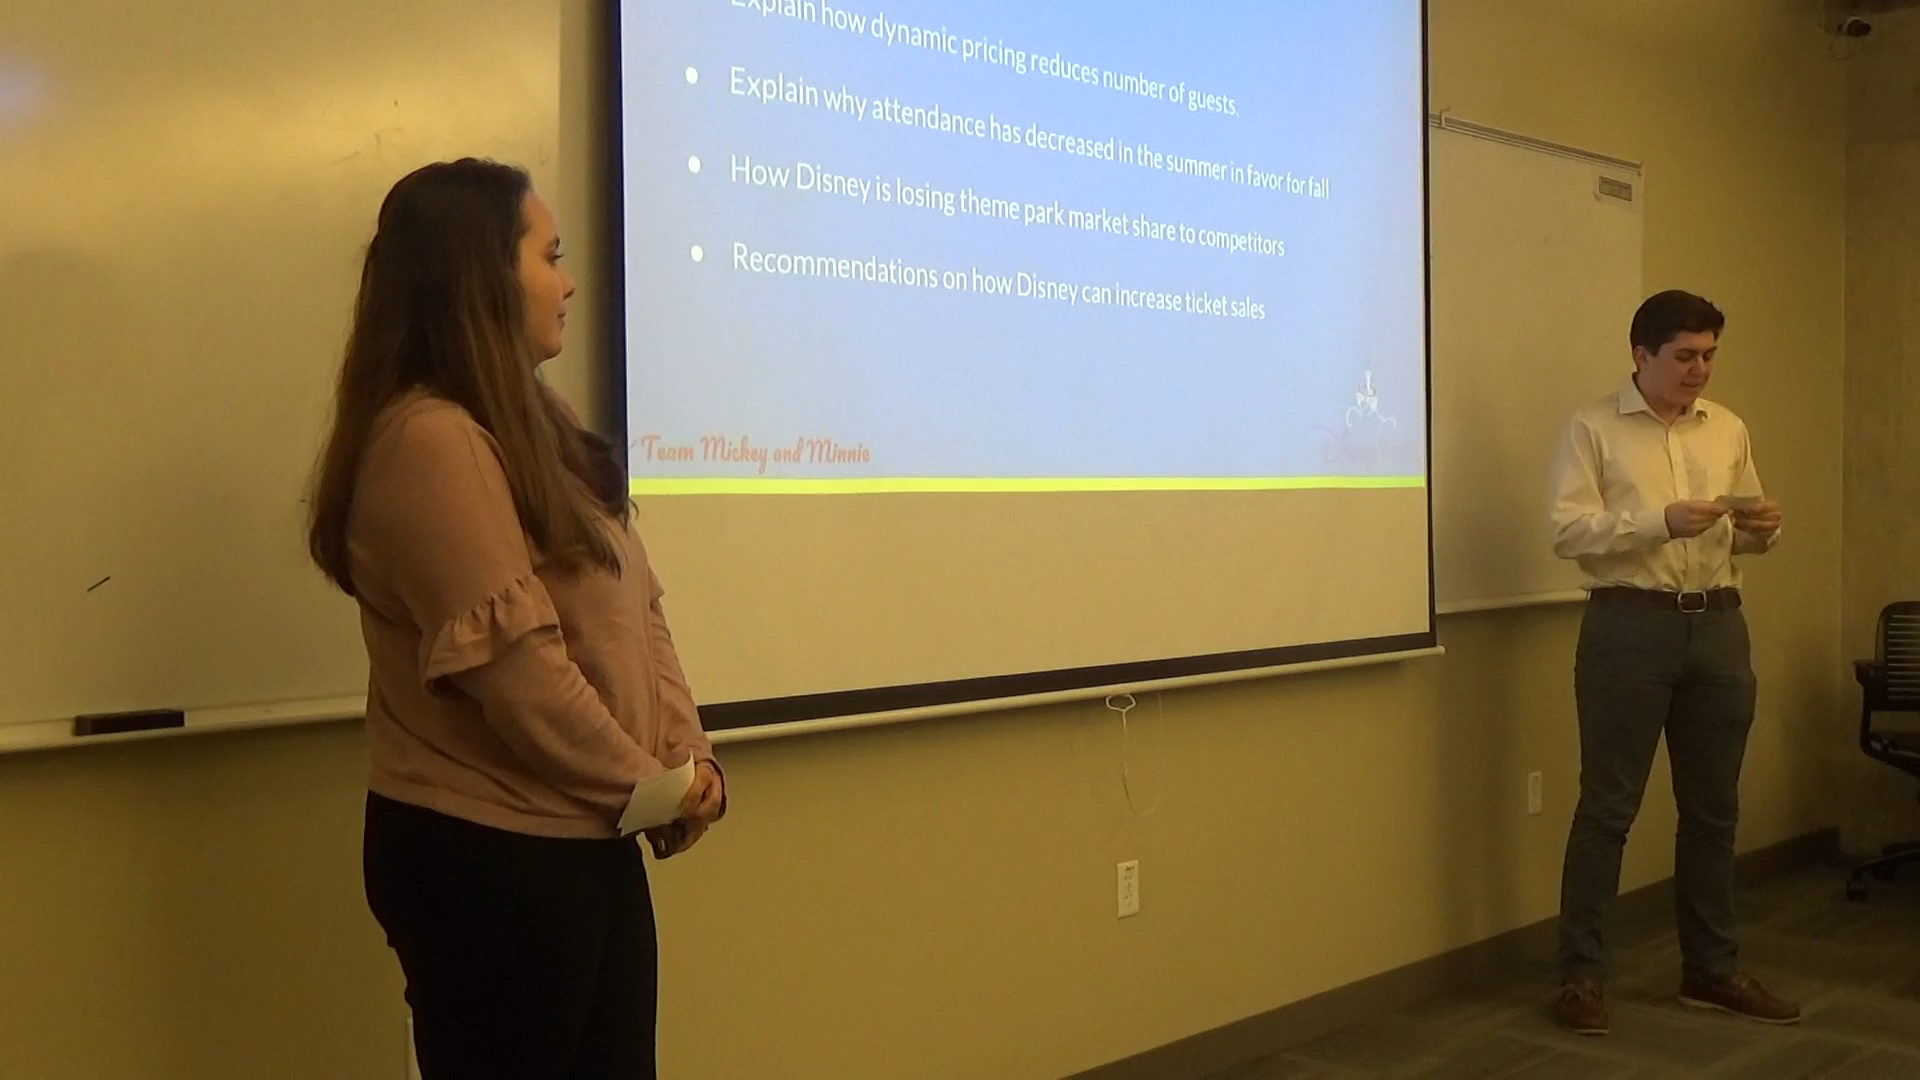 Explain how dynamic pricing reduces number of guests.
Explain why attendance has decreased in the summer in favor for fall
How Disney is losing theme park market share to competitors
Recommendations on how Disney can increase ticket sales
Team Mickey and Minnie
Disney